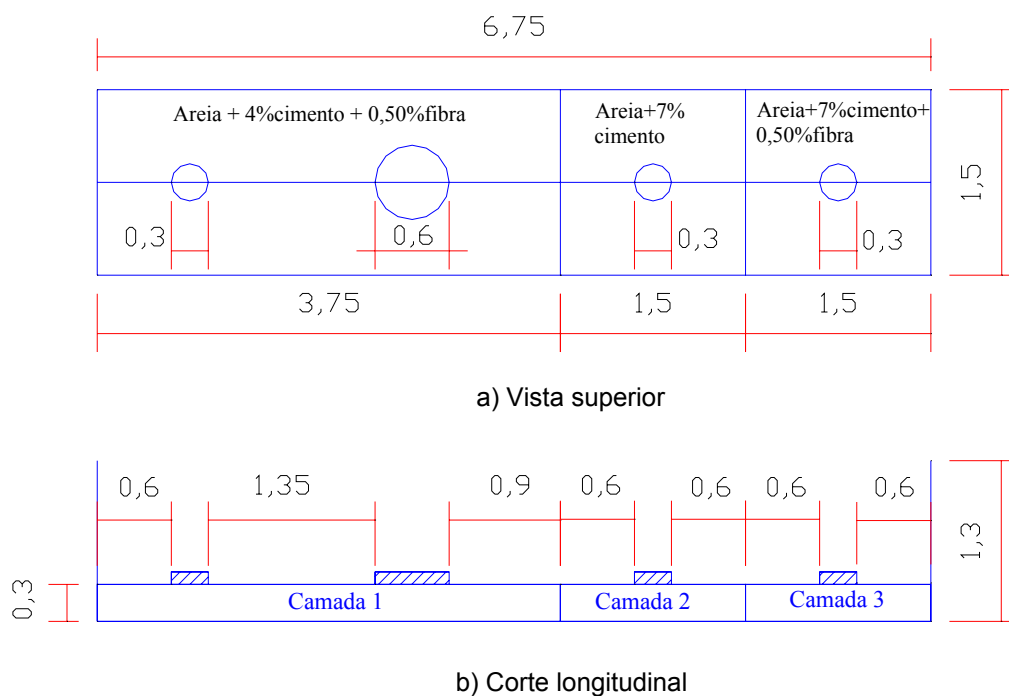 6,75
Areia + 4%cimento + 0,50%fibra
Areia+7%
cimento
Areia+7%cimento+
0,50%fibra
1,5
0,3
0,6
0,3
0,3
3,75
1,5
1,5
a) Vista superior
0,6
1,35
0,9
0,6
0,6
0,6
0,6
1,3
0,3
Camada 1
Camada 2
Camada 3
b) Corte longitudinal